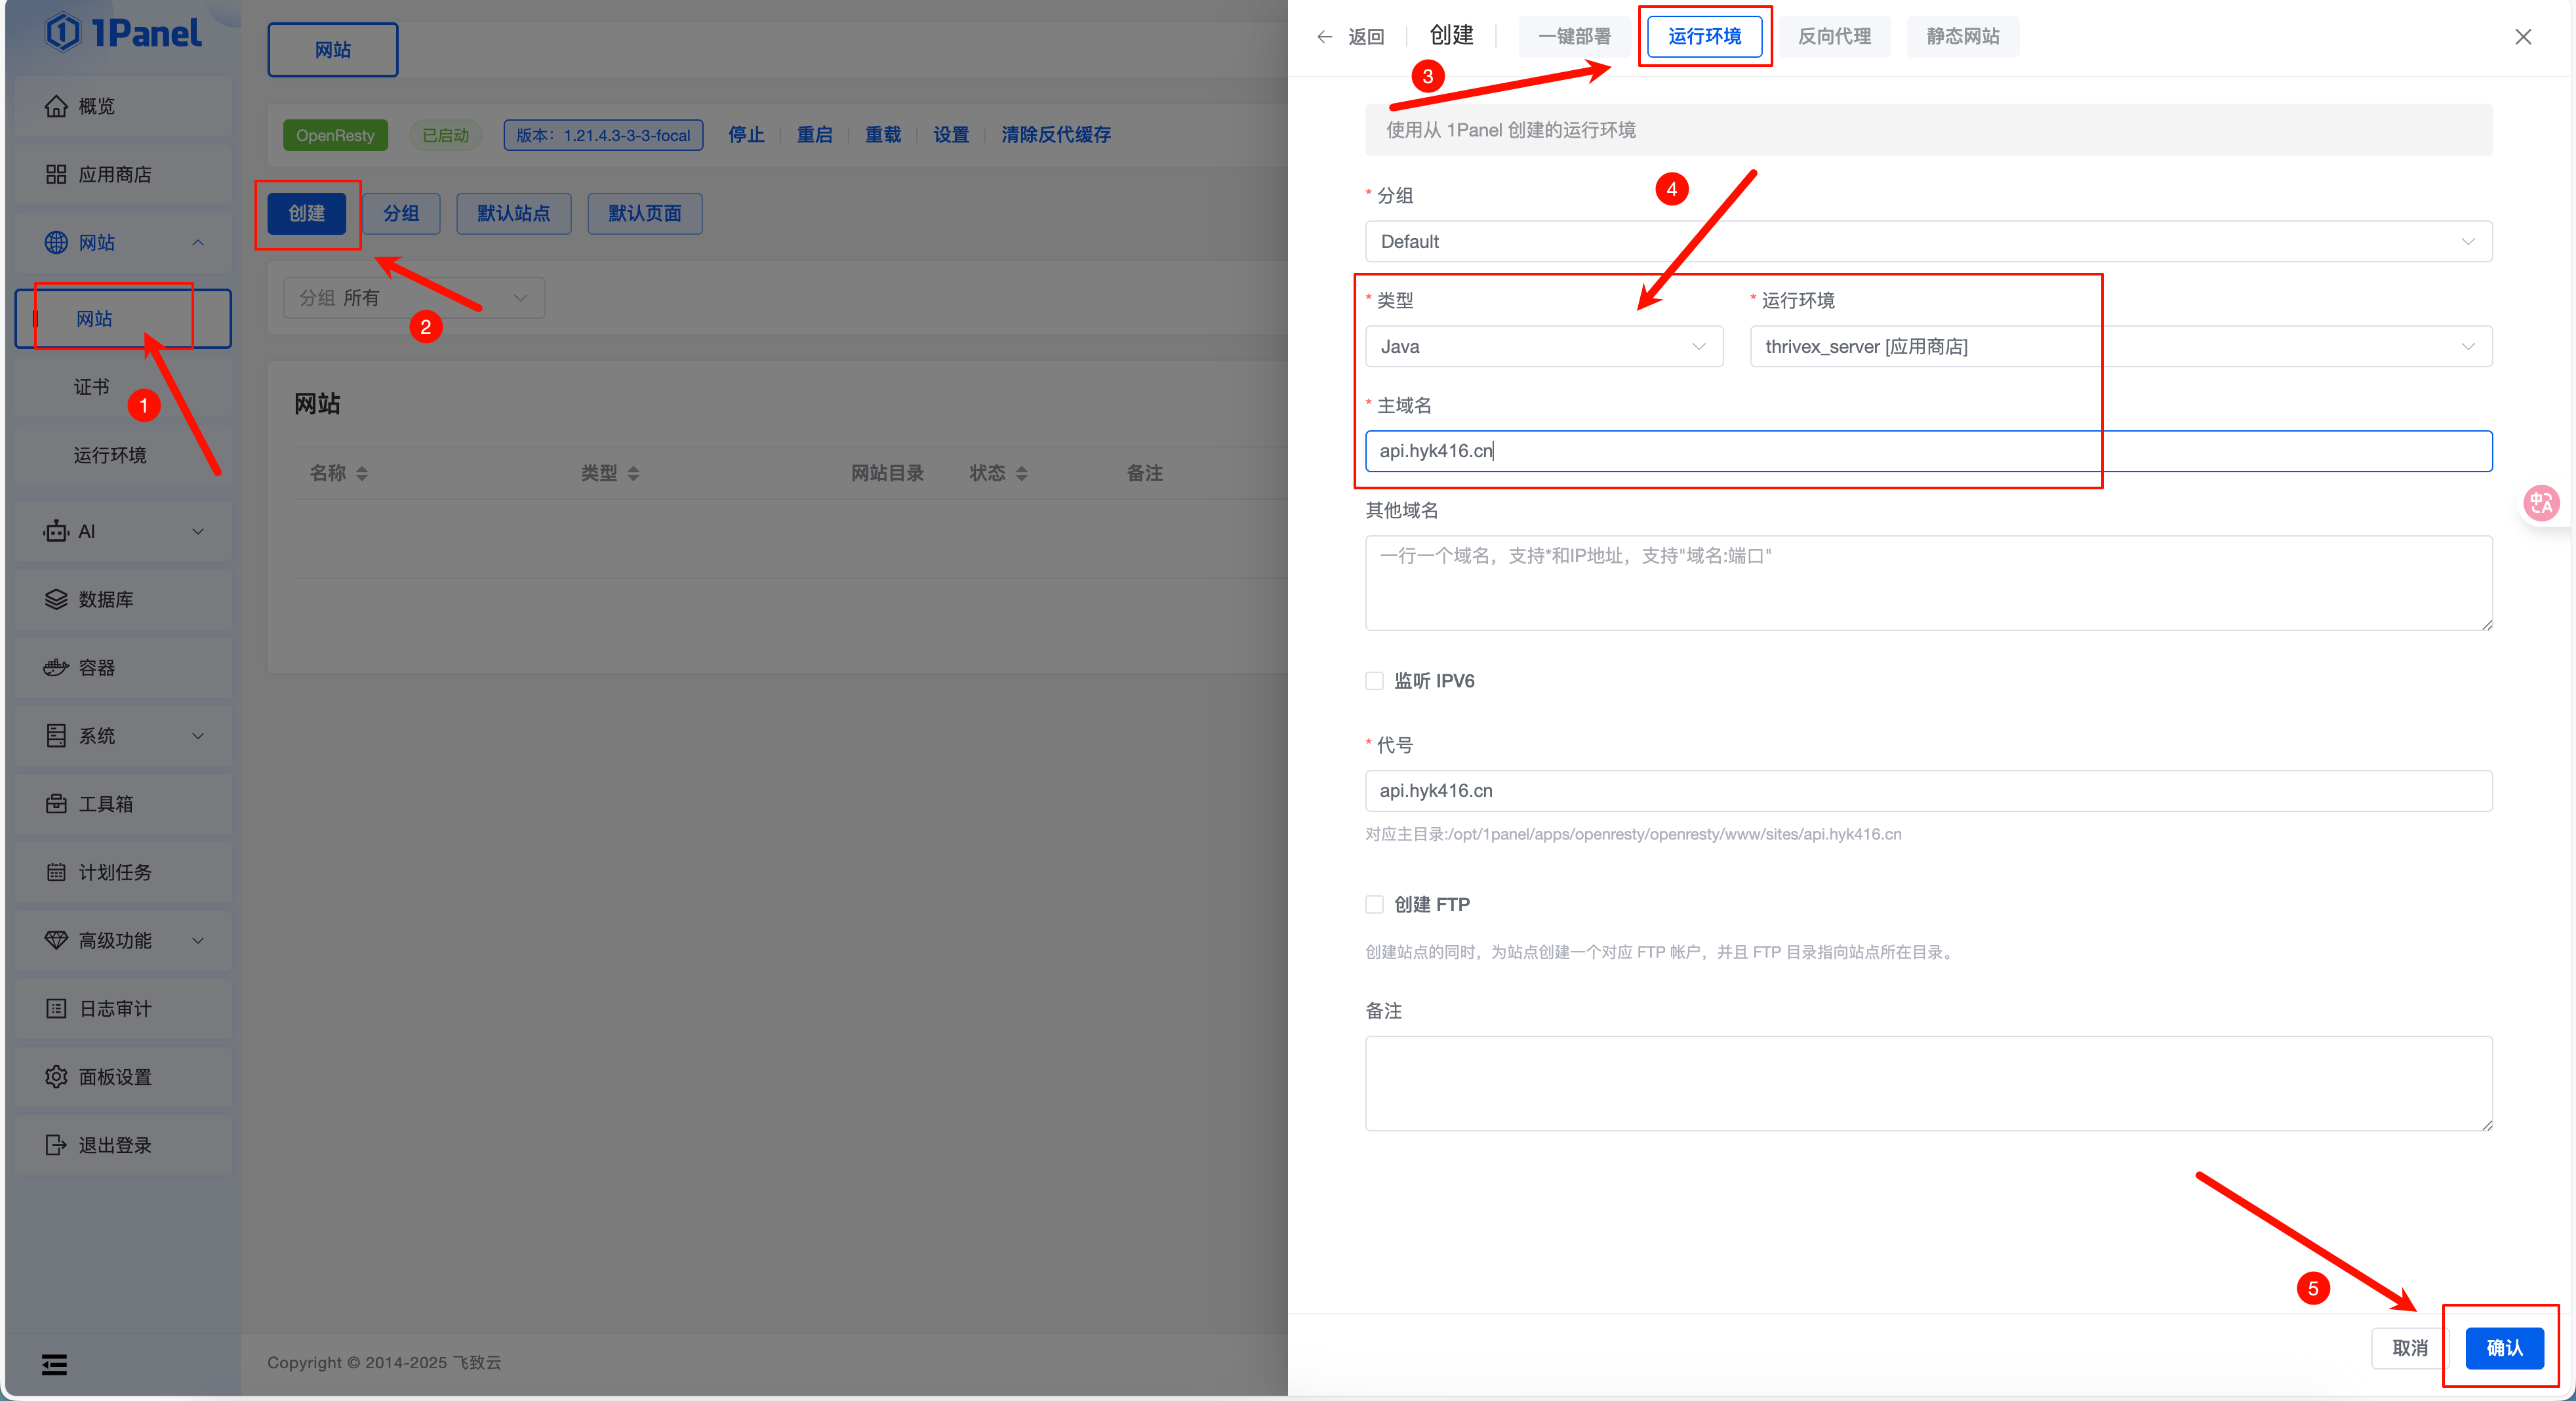 1Panel
概览
应用商店
网站
网站
证书
1
运行环境
AI
数据库
容器
系统
工具箱
计划任务
高级功能
日志审计
面板设置
退出登录
网站
OpenResty 已启动 版本：1.21.4.3-3-3-focal 停止 重启 重载 设置 清除反代缓存
创建 分组 默认站点 默认页面
分组 所有
2
网站
名称 类型 网站目录 状态 备注
Copyright © 2014-2025 飞致云
返回 创建 一键部署 运行环境 反向代理 静态网站
3
使用从 1Panel 创建的运行环境
4
* 分组
Default
* 类型 * 运行环境
Java thrivex_server [应用商店]
* 主域名
api.hyk416.cn
其他域名
一行一个域名，支持*和IP地址，支持"域名:端口"
监听 IPV6
* 代号
api.hyk416.cn
对应主目录:/opt/1panel/apps/openresty/openresty/www/sites/api.hyk416.cn
创建 FTP
创建站点的同时，为站点创建一个对应 FTP 帐户，并且 FTP 目录指向站点所在目录。
备注
5
取消 确认
中A